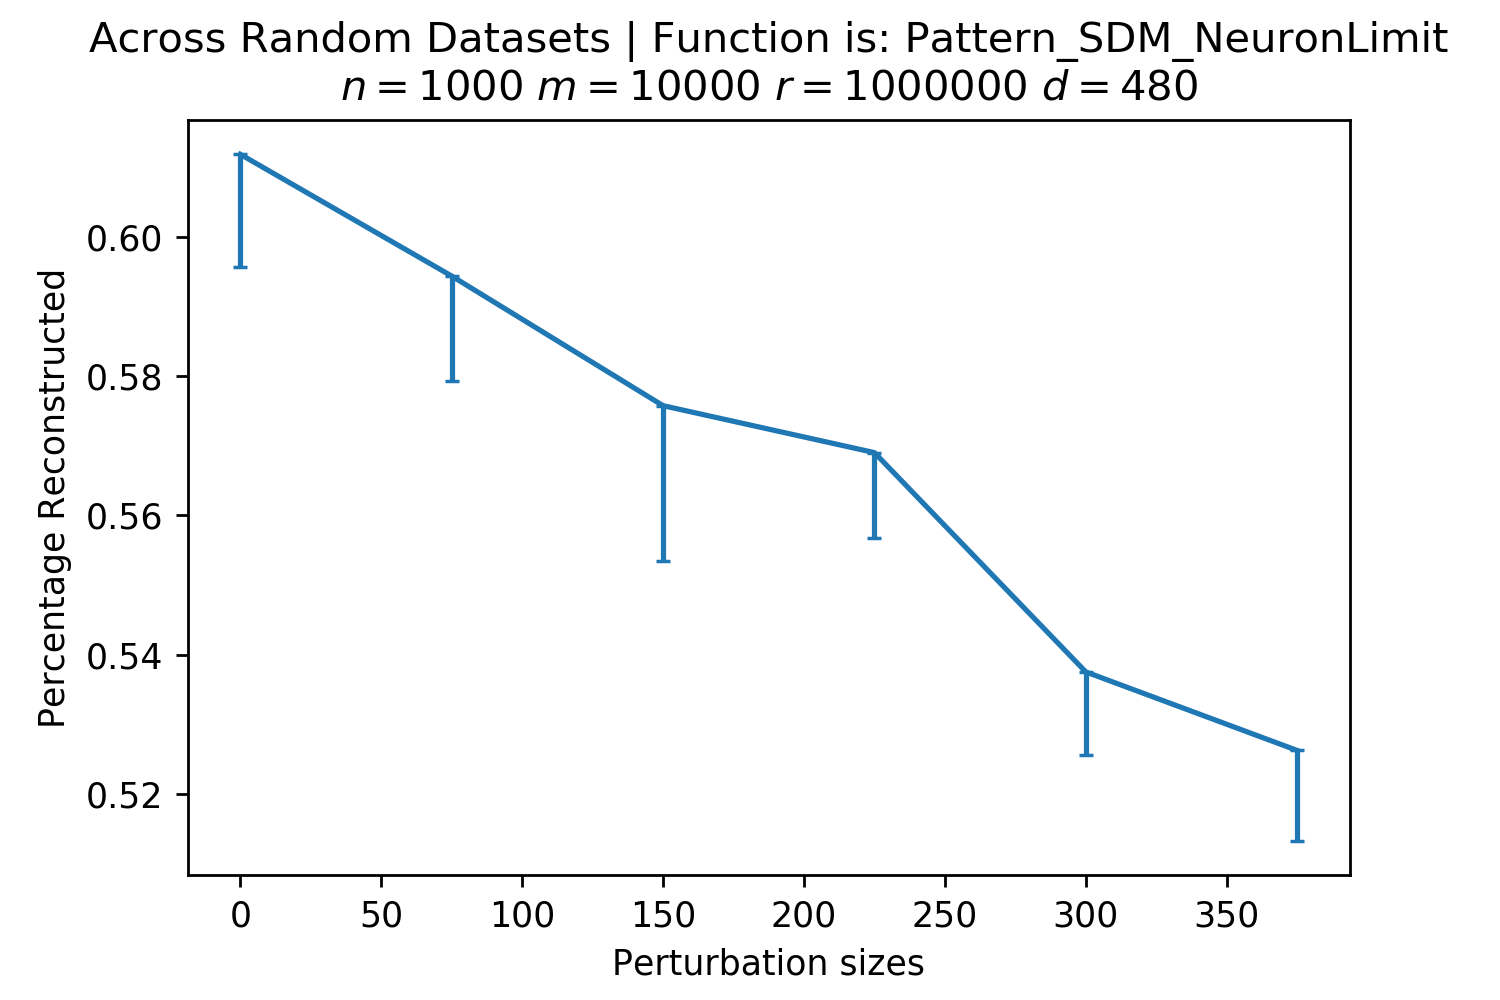 Across Random Datasets | Function is: Pattern_SDM_NeuronLimit
n = 1000 m = 10000 r = 1000000 d = 480
Percentage Reconstructed
0.60
0.58
0.56
0.54
0.52
0 50 100 150 200 250 300 350
Perturbation sizes